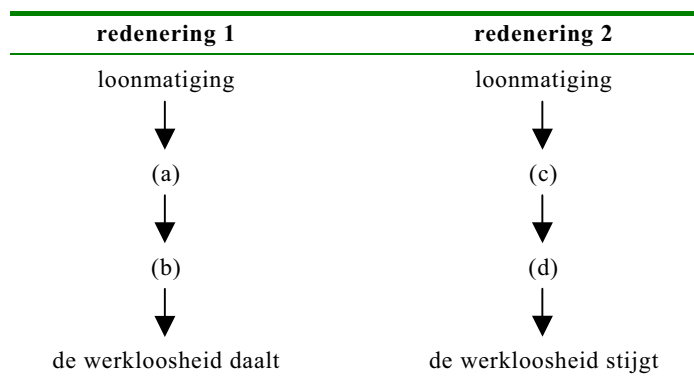 redenering 1 redenering 2
loonmatiging loonmatiging
(a) (c)
(b) (d)
de werkloosheid daalt de werkloosheid stijgt